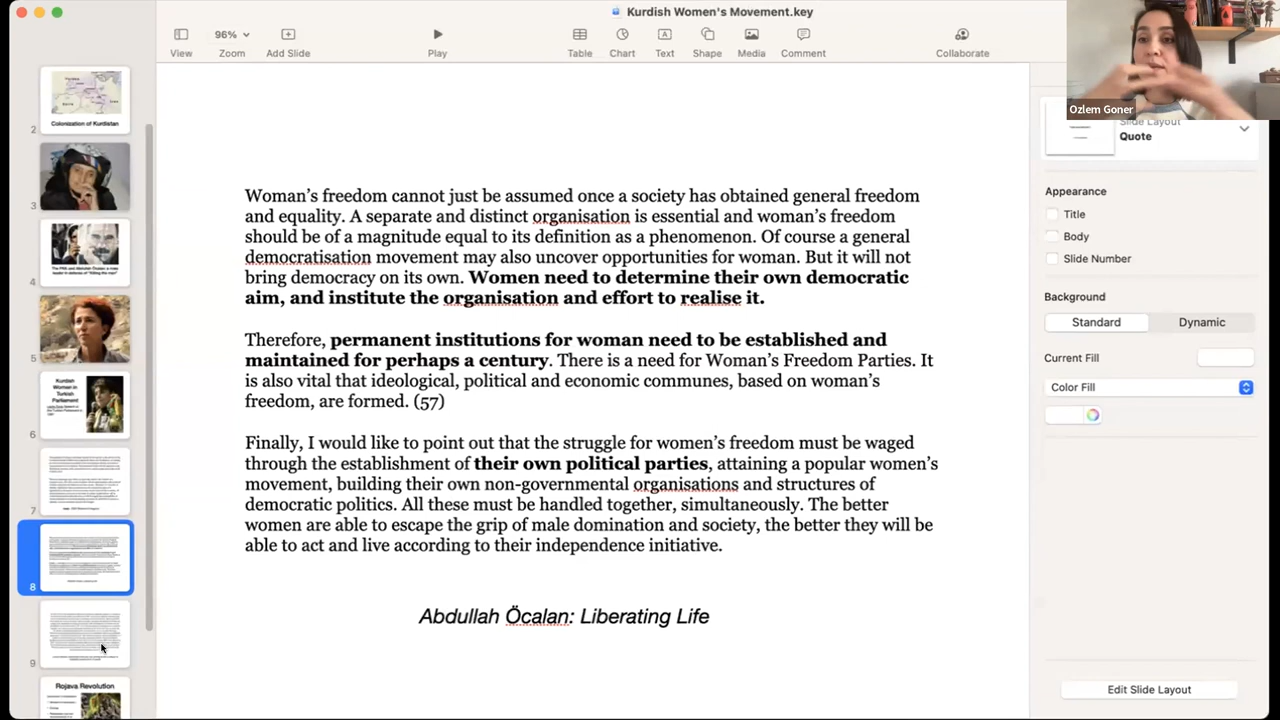 Kurdish Women's Movement.key
96%
View
Zoom
Add Slide
Play
Table
Chart
Text
Shape
Media
Comment
Collaborate
Ozlem Goner
Slide Layout
Quote
Appearance
Title
Body
Slide Number
Background
Standard
Dynamic
Current Fill
Color Fill
Edit Slide Layout
2
Colonization of Kurdistan
3
4
5
Kurdish
Women in
Turkish
Parliament
6
7
8
9
Rojava Revolution
Woman's freedom cannot just be assumed once a society has obtained general freedom
and equality. A separate and distinct organisation is essential and woman's freedom
should be of a magnitude equal to its definition as a phenomenon. Of course a general
democratisation movement may also uncover opportunities for woman. But it will not
bring democracy on its own. Women need to determine their own democratic
aim, and institute the organisation and effort to realise it.
Therefore, permanent institutions for woman need to be established and
maintained for perhaps a century. There is a need for Woman's Freedom Parties. It
is also vital that ideological, political and economic communes, based on woman's
freedom, are formed. (57)
Finally, I would like to point out that the struggle for women's freedom must be waged
through the establishment of their own political parties, attaining a popular women's
movement, building their own non-governmental organisations and structures of
democratic politics. All these must be handled together, simultaneously. The better
women are able to escape the grip of male domination and society, the better they will be
able to act and live according to their independence initiative.
Abdullah Öcalan: Liberating Life